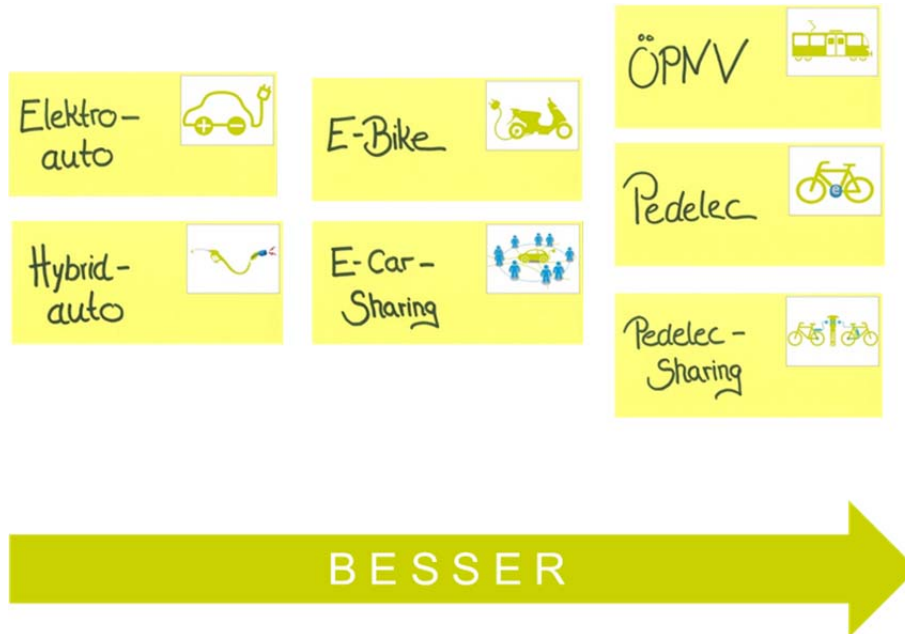 Elektro-
auto
Hybrid-
auto
E-Bike
E-Car-
Sharing
ÖPNV
Pedelec
e
Pedelec-
Sharing
BESSER